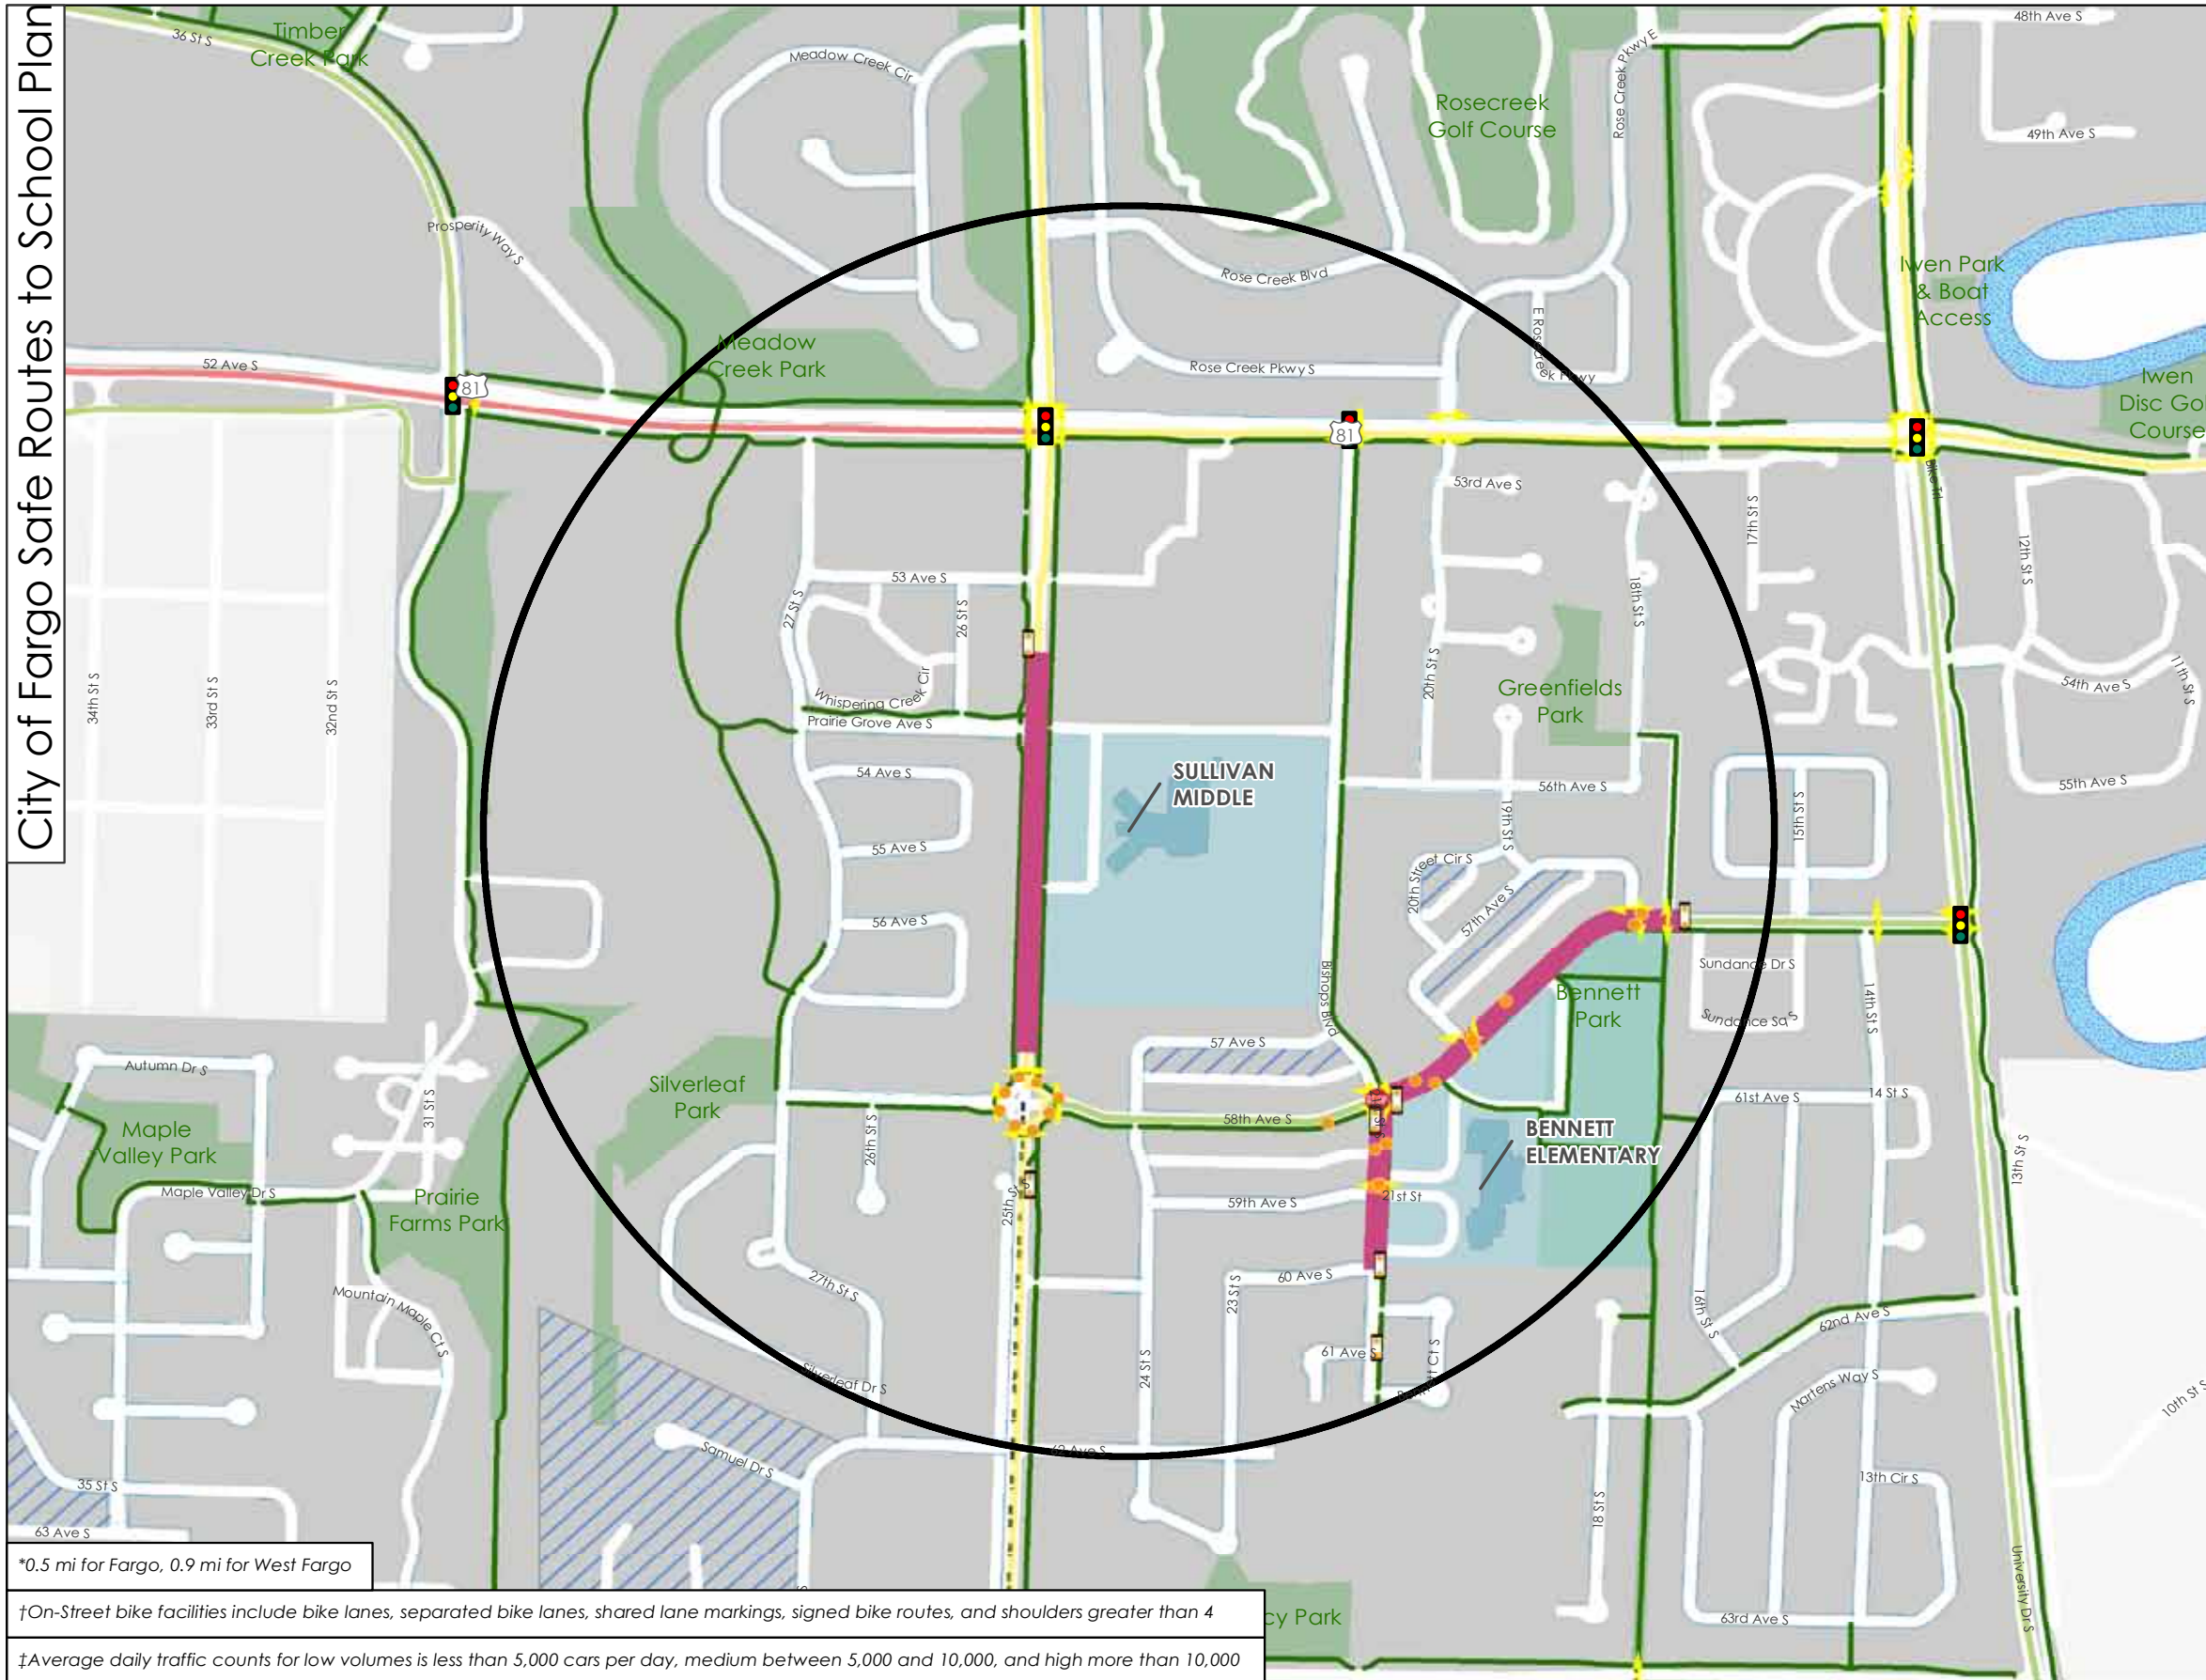 City of Fargo Safe Routes to School Plan
36 St S
Timber
Creek Park
Meadow Creek Cir
Rosecreek
Golf Course
Rose Creek Pkwy E
48th Ave S
49th Ave S
Prosperity Way S
Rose Creek Blvd
Iwen Park
& Boat
Access
52 Ave S
81
Meadow
Creek Park
Rose Creek Pkwy S
81
Iwen
Disc Gol
Course
53rd Ave S
17th St S
12th St S
53 Ave S
27 St S
26 St S
18th St S
20th St S
34th St S
33rd St S
32nd St S
Whispering Creek Cir
Prairie Grove Ave S
Greenfields
Park
54th Ave S
11th St S
54 Ave S
SULLIVAN
MIDDLE
56th Ave S
55th Ave S
19th St S
15th St S
55 Ave S
20th Street Cir S
57th Ave S
56 Ave S
Bishops Blvd
Sundance Dr S
Bennett
Park
Sundance Sq S
14th St S
57 Ave S
Autumn Dr S
31 St S
Silverleaf
Park
26th St S
58th Ave S
61st Ave S
14 St S
BENNETT
ELEMENTARY
Maple
Valley Park
Maple Valley Dr S
Prairie
Farms Park
25th St S
59th Ave S
21st St
13th St S
27th St S
60 Ave S
23 St S
Mountain Maple Ct S
19th St S
62nd Ave S
24 St S
61 Ave S
Silverleaf Dr S
Martens Way S
10th St S
62 Ave S
Samuel Dr S
35 St S
63 Ave S
18 St S
13th Cir S
University Dr S
63rd Ave S
cy Park
*0.5 mi for Fargo, 0.9 mi for West Fargo
†On-Street bike facilities include bike lanes, separated bike lanes, shared lane markings, signed bike routes, and shoulders greater than 4
‡Average daily traffic counts for low volumes is less than 5,000 cars per day, medium between 5,000 and 10,000, and high more than 10,000